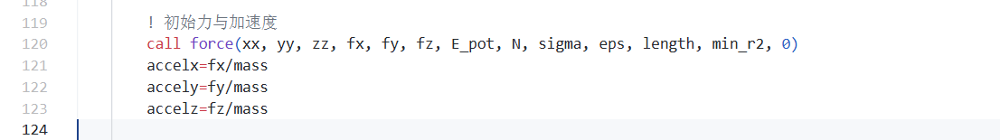 118
119 ! 初始力与加速度
120 call force(xx, yy, zz, fx, fy, fz, E_pot, N, sigma, eps, length, min_r2, 0)
121 accelx=fx/mass
122 accely=fy/mass
123 accelz=fz/mass
124